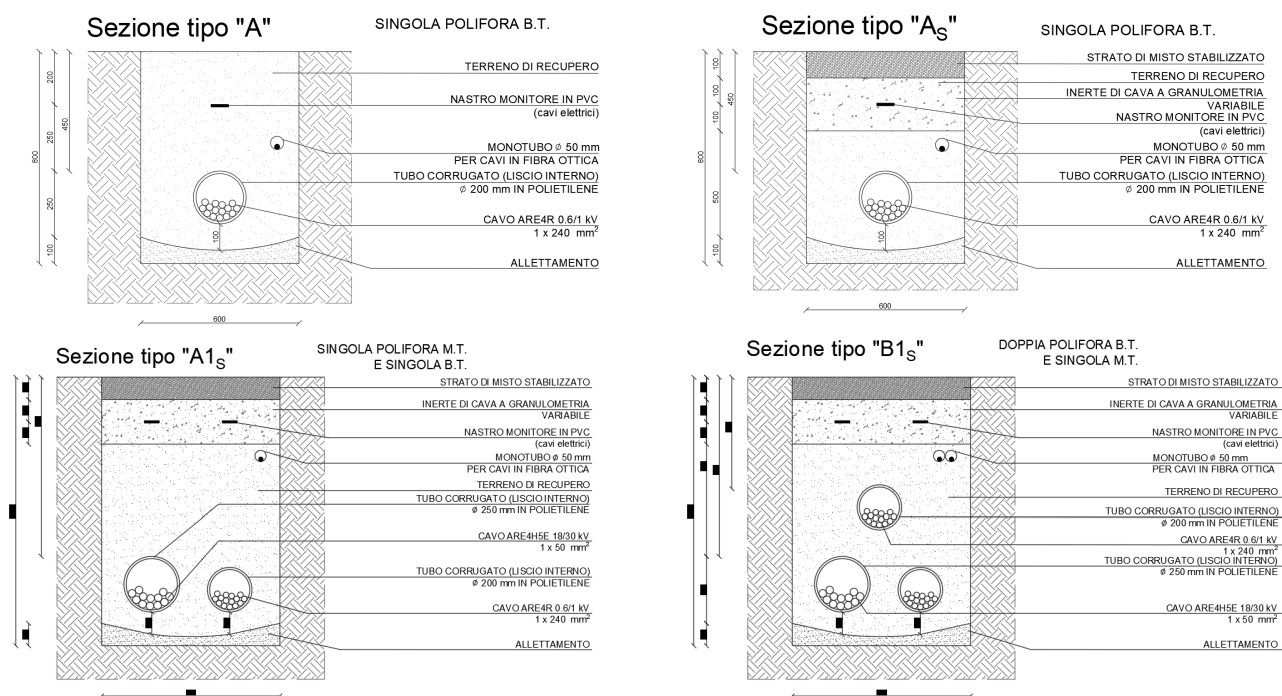 Sezione tipo "A"
SINGOLA POLIFORA B.T.
TERRENO DI RECUPERO
NASTRO MONITORE IN PVC
(cavi elettrici)
MONOTUBO ⌀ 50 mm
PER CAVI IN FIBRA OTTICA
TUBO CORRUGATO (LISCIO INTERNO)
⌀ 200 mm IN POLIETILENE
CAVO ARE4R 0.6/1 kV
1 x 240 mm²
ALLETTAMENTO
200
250
450
800
250
100
100
600
Sezione tipo "A_S"
SINGOLA POLIFORA B.T.
STRATO DI MISTO STABILIZZATO
TERRENO DI RECUPERO
INERTE DI CAVA A GRANULOMETRIA
VARIABILE
NASTRO MONITORE IN PVC
(cavi elettrici)
MONOTUBO ⌀ 50 mm
PER CAVI IN FIBRA OTTICA
TUBO CORRUGATO (LISCIO INTERNO)
⌀ 200 mm IN POLIETILENE
CAVO ARE4R 0.6/1 kV
1 x 240 mm²
ALLETTAMENTO
100
100
100
450
800
500
100
100
600
Sezione tipo "A1_S"
SINGOLA POLIFORA M.T.
E SINGOLA B.T.
STRATO DI MISTO STABILIZZATO
INERTE DI CAVA A GRANULOMETRIA
VARIABILE
NASTRO MONITORE IN PVC
(cavi elettrici)
MONOTUBO ⌀ 50 mm
PER CAVI IN FIBRA OTTICA
TERRENO DI RECUPERO
TUBO CORRUGATO (LISCIO INTERNO)
⌀ 250 mm IN POLIETILENE
CAVO ARE4H5E 18/30 kV
1 x 50 mm²
TUBO CORRUGATO (LISCIO INTERNO)
⌀ 200 mm IN POLIETILENE
CAVO ARE4R 0.6/1 kV
1 x 240 mm²
ALLETTAMENTO
Sezione tipo "B1_S"
DOPPIA POLIFORA B.T.
E SINGOLA M.T.
STRATO DI MISTO STABILIZZATO
INERTE DI CAVA A GRANULOMETRIA
VARIABILE
NASTRO MONITORE IN PVC
(cavi elettrici)
MONOTUBO ⌀ 50 mm
PER CAVI IN FIBRA OTTICA
TERRENO DI RECUPERO
TUBO CORRUGATO (LISCIO INTERNO)
⌀ 200 mm IN POLIETILENE
CAVO ARE4R 0.6/1 kV
1 x 240 mm²
TUBO CORRUGATO (LISCIO INTERNO)
⌀ 250 mm IN POLIETILENE
CAVO ARE4H5E 18/30 kV
1 x 50 mm²
ALLETTAMENTO